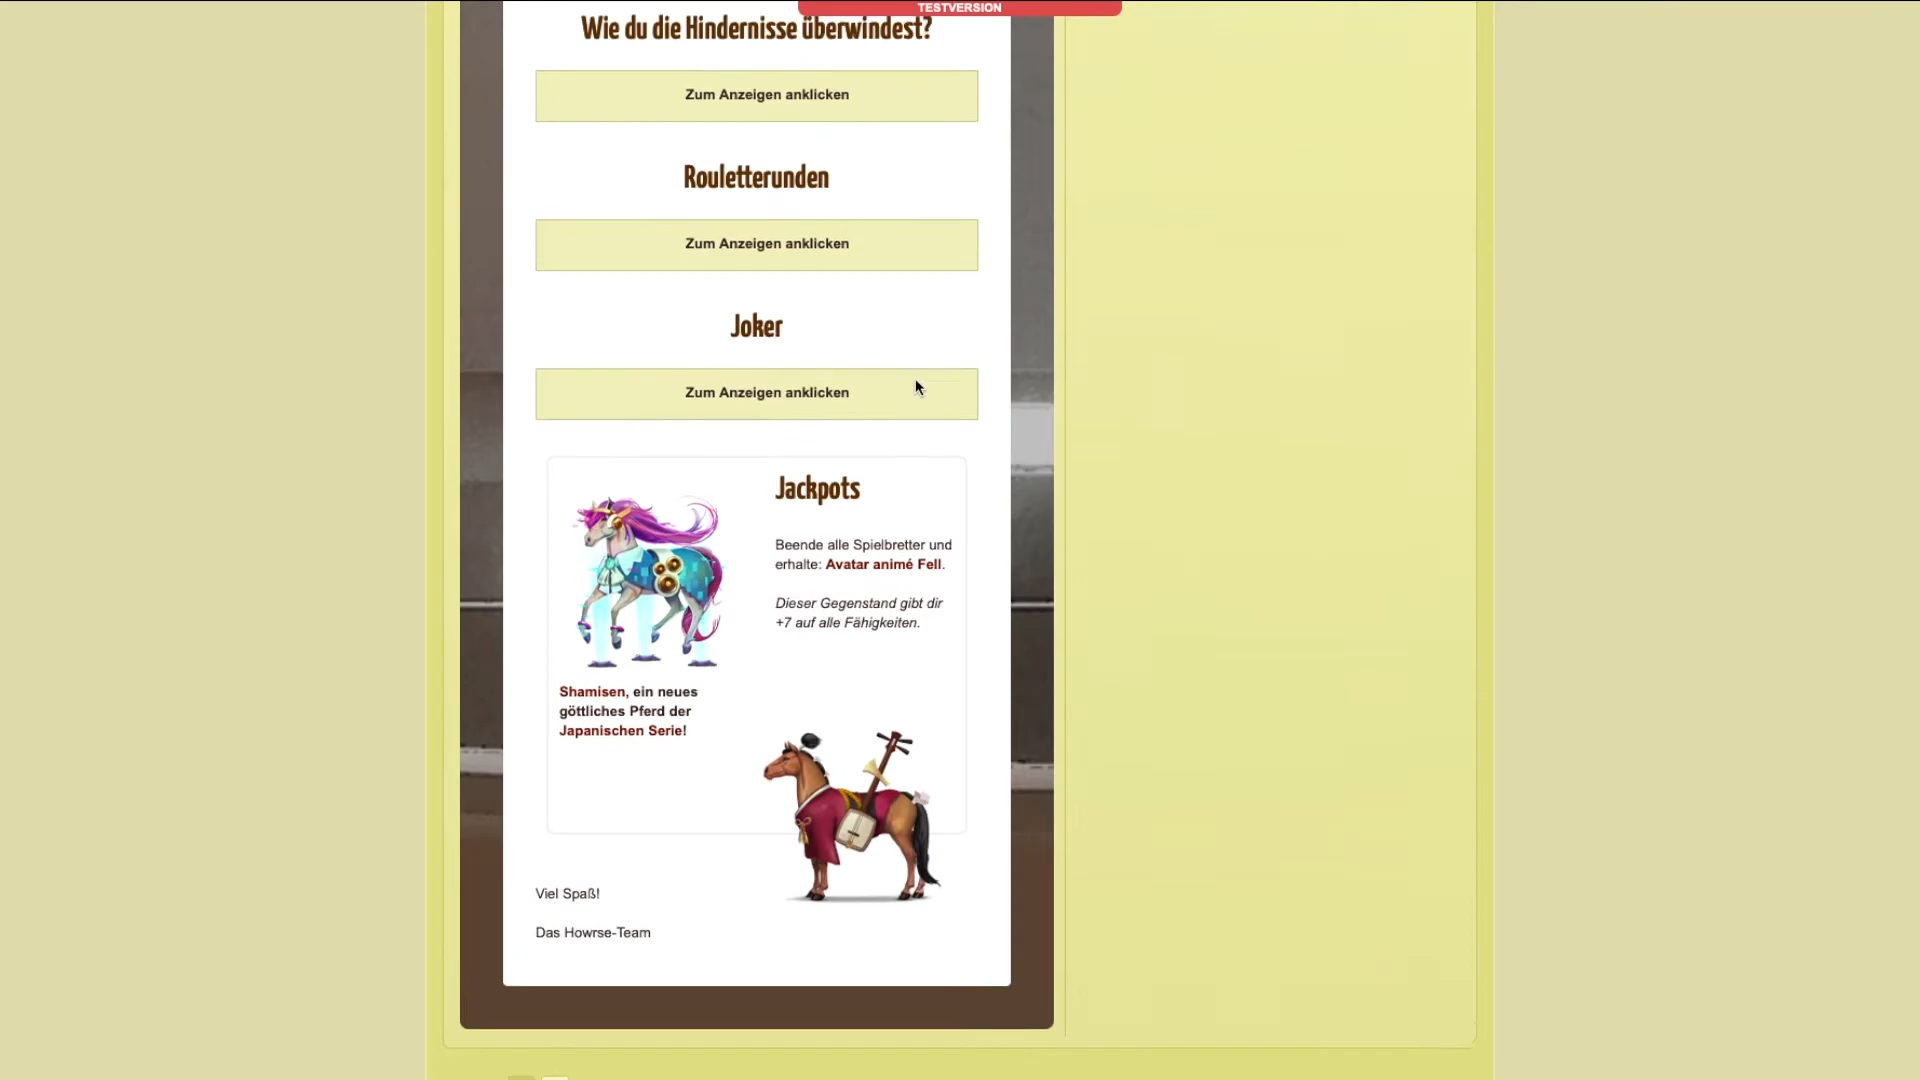 TESTVERSION
Wie du die Hindernisse überwindest?
Zum Anzeigen anklicken
Rouletterunden
Zum Anzeigen anklicken
Joker
Zum Anzeigen anklicken
Jackpots
Beende alle Spielbretter und
erhalte: Avatar animé Fell.
Dieser Gegenstand gibt dir
+7 auf alle Fähigkeiten.
Shamisen, ein neues
göttliches Pferd der
Japanischen Serie!
Viel Spaß!
Das Howrse-Team